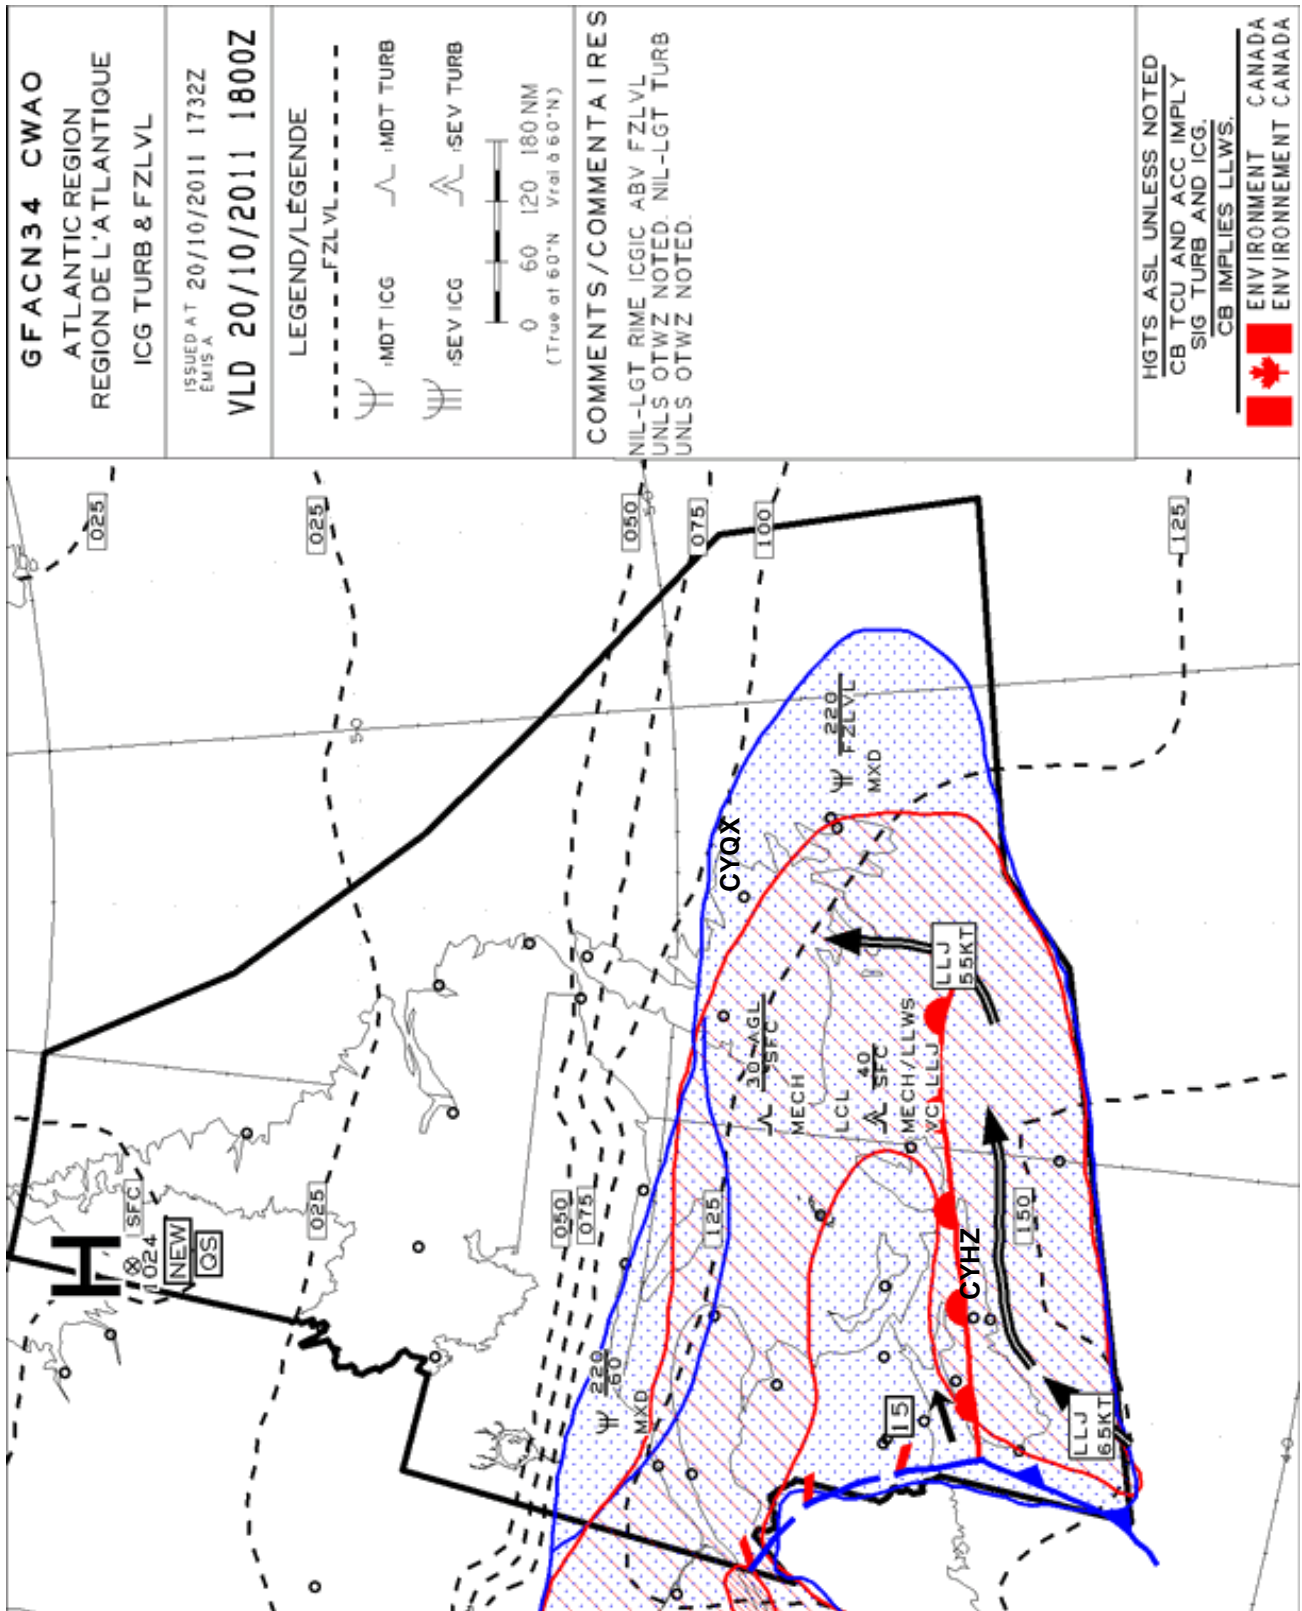 GFACN34 CWAO
ATLANTIC REGION
REGION DE L'ATLANTIQUE
ICG TURB & FZLVL
ISSUED AT 20/10/2011 1732Z
ÉMIS A
VLD 20/10/2011 1800Z
LEGEND/LÉGENDE
FZLVL
:MDT ICG
:MDT TURB
:SEV ICG
:SEV TURB
0 60 120 180 NM
(True at 60°N Vrai à 60°N)
COMMENTS/COMMENTAIRES
NIL-LGT RIME ICGIC ABV FZLVL
UNLS OTWZ NOTED. NIL-LGT TURB
UNLS OTWZ NOTED.
HGTS ASL UNLESS NOTED
CB TCU AND ACC IMPLY
SIG TURB AND ICG.
CB IMPLIES LLWS.
ENVIRONMENT CANADA
ENVIRONNEMENT CANADA
025
025
050
50
075
100
125
50
H
SFC
1024
NEW
QS
025
050
075
125
150
220
FZLVL
MXD
CYQX
30-AGL
SFC
MECH
LCL
40
SFC
MECH/LLWS
VC LLJ
LLJ
55KT
CYHZ
220
60
MXD
15
LLJ
65KT
40